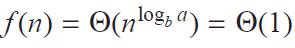 f(n) = Θ(n^{log_b a}) = Θ(1)